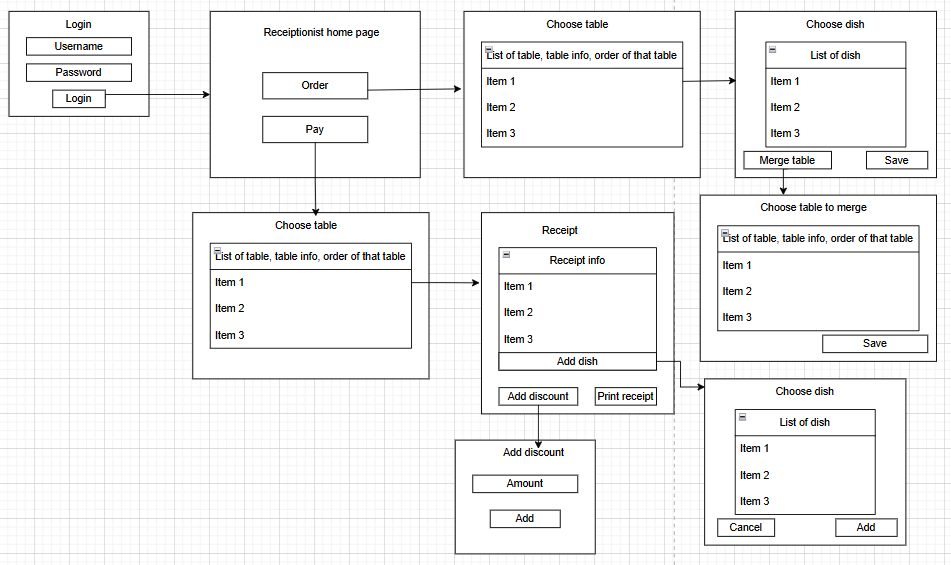 Login
Username
Password
Login
Receiptionist home page
Order
Pay
Choose table
List of table, table info, order of that table
Item 1
Item 2
Item 3
Choose dish
List of dish
Item 1
Item 2
Item 3
Merge table
Save
Choose table
List of table, table info, order of that table
Item 1
Item 2
Item 3
Receipt
Receipt info
Item 1
Item 2
Item 3
Add dish
Add discount
Print receipt
Choose table to merge
List of table, table info, order of that table
Item 1
Item 2
Item 3
Save
Add discount
Amount
Add
Choose dish
List of dish
Item 1
Item 2
Item 3
Cancel
Add